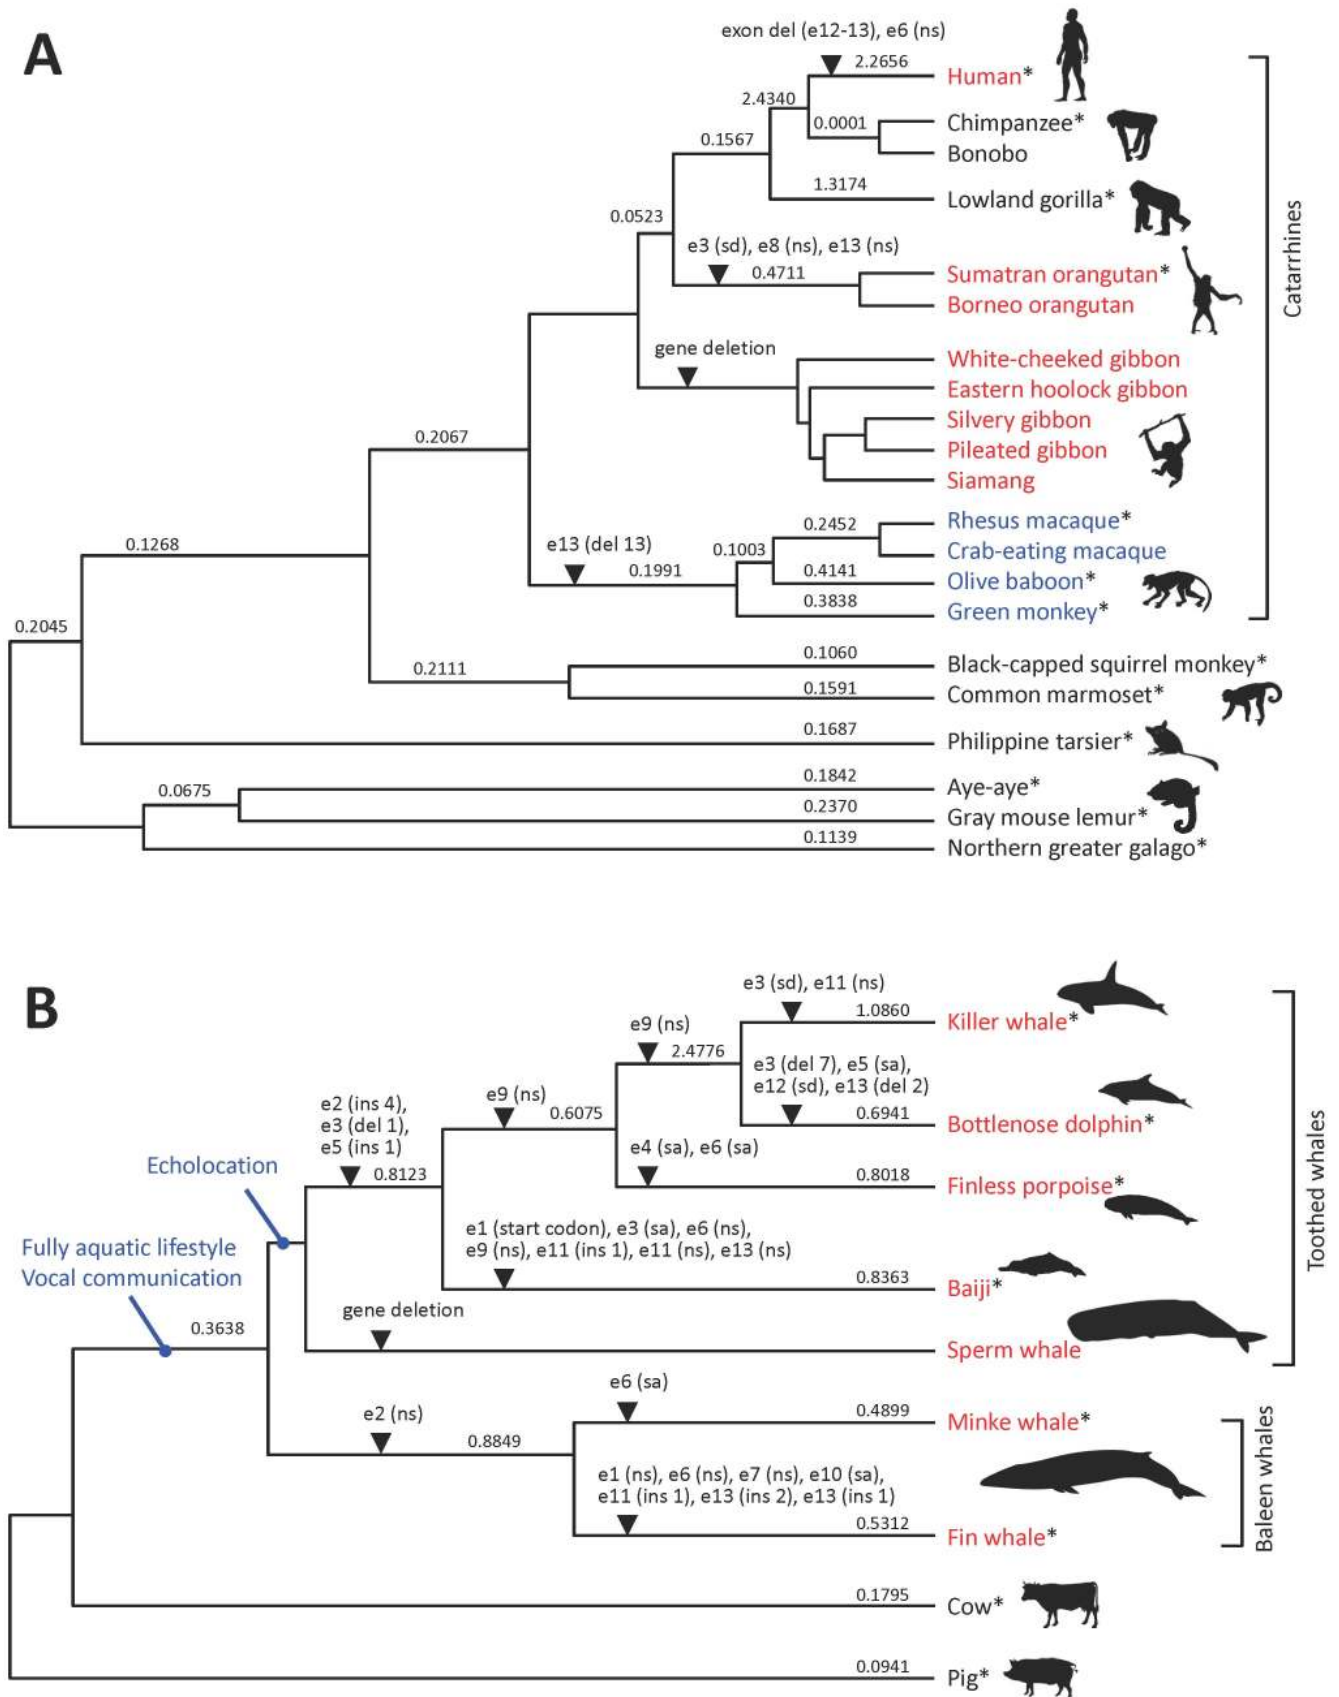 A
exon del (e12-13), e6 (ns)
2.2656
Human*
2.4340
0.0001
Chimpanzee*
Bonobo
0.1567
1.3174
Lowland gorilla*
0.0523
e3 (sd), e8 (ns), e13 (ns)
0.4711
Sumatran orangutan*
Borneo orangutan
gene deletion
White-cheeked gibbon
Eastern hoolock gibbon
Silvery gibbon
Pileated gibbon
Siamang
Catarrhines
0.2067
e13 (del 13)
0.1991
0.1003
0.2452
Rhesus macaque*
Crab-eating macaque
0.4141
Olive baboon*
0.3838
Green monkey*
0.1268
0.2045
0.2111
0.1060
Black-capped squirrel monkey*
0.1591
Common marmoset*
0.1687
Philippine tarsier*
0.0675
0.1842
Aye-aye*
0.2370
Gray mouse lemur*
0.1139
Northern greater galago*
B
e3 (sd), e11 (ns)
1.0860
Killer whale*
e9 (ns)
2.4776
e3 (del 7), e5 (sa),
e12 (sd), e13 (del 2)
0.6941
Bottlenose dolphin*
e9 (ns)
0.6075
e2 (ins 4),
e3 (del 1),
e5 (ins 1)
0.8123
e4 (sa), e6 (sa)
0.8018
Finless porpoise*
Echolocation
e1 (start codon), e3 (sa), e6 (ns),
e9 (ns), e11 (ins 1), e11 (ns), e13 (ns)
0.8363
Baiji*
Fully aquatic lifestyle
Vocal communication
0.3638
gene deletion
Sperm whale
Toothed whales
e6 (sa)
0.4899
Minke whale*
e2 (ns)
0.8849
e1 (ns), e6 (ns), e7 (ns), e10 (sa),
e11 (ins 1), e13 (ins 2), e13 (ins 1)
0.5312
Fin whale*
Baleen whales
0.1795
Cow*
0.0941
Pig*